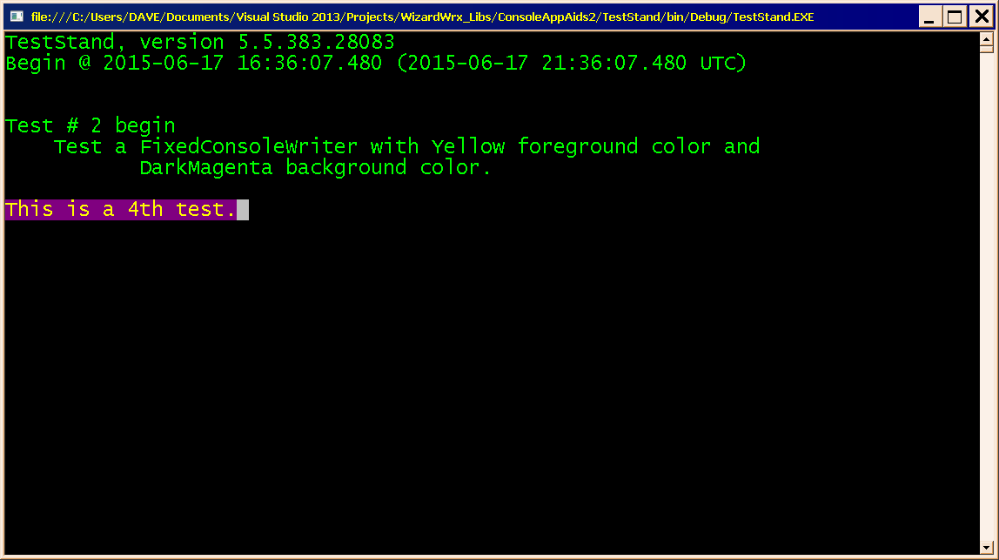 file:///C:/Users/DAVE/Documents/Visual Studio 2013/Projects/WizardWrx_Libs/ConsoleAppAids2/TestStand/bin/Debug/TestStand.EXE
TestStand, version 5.5.383.28083
Begin @ 2015-06-17 16:36:07.480 (2015-06-17 21:36:07.480 UTC)
Test # 2 begin
Test a FixedConsoleWriter with Yellow foreground color and
DarkMagenta background color.
This is a 4th test.